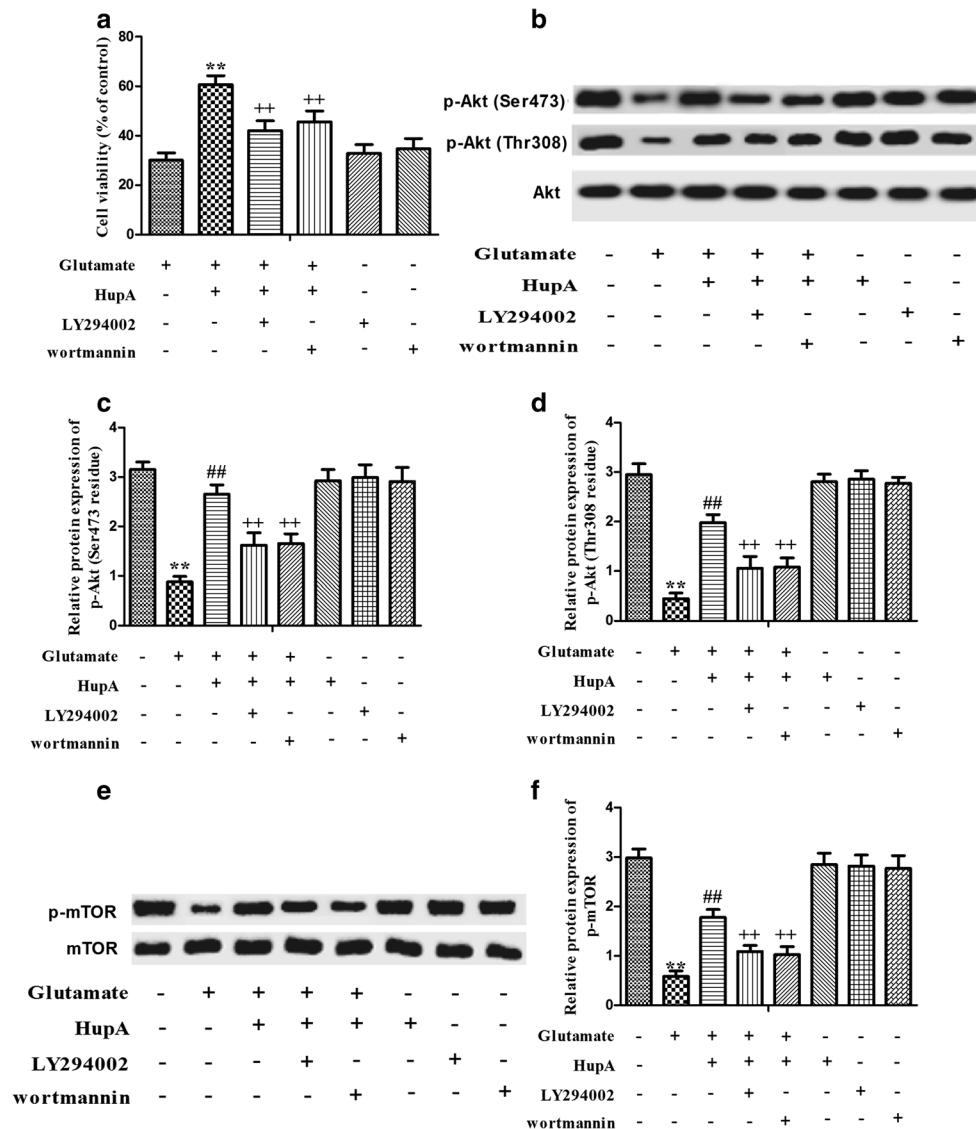 a
Cell viability (% of control)
80
60
40
20
0
**
++
++
Glutamate + + + + - -
HupA - + + + - -
LY294002 - - + - + -
wortmannin - - - + - +
b
p-Akt (Ser473)
p-Akt (Thr308)
Akt
Glutamate - + + + + - - -
HupA - - + + + + - -
LY294002 - - - + - - + -
wortmannin - - - - + - - +
c
Relative protein expression of
p-Akt (Ser473 residue)
4
3
2
1
0
**
##
++
++
Glutamate - + + + + - - -
HupA - - + + + + - -
LY294002 - - - + - - + -
wortmannin - - - - + - - +
d
Relative protein expression of
p-Akt (Thr308 residue)
4
3
2
1
0
**
##
++
++
Glutamate - + + + + - - -
HupA - - + + + + - -
LY294002 - - - + - - + -
wortmannin - - - - + - - +
e
p-mTOR
mTOR
Glutamate - + + + + - - -
HupA - - + + + + - -
LY294002 - - - + - - + -
wortmannin - - - - + - - +
f
Relative protein expression of
p-mTOR
4
3
2
1
0
**
##
++
++
Glutamate - + + + + - - -
HupA - - + + + + - -
LY294002 - - - + - - + -
wortmannin - - - - + - - +